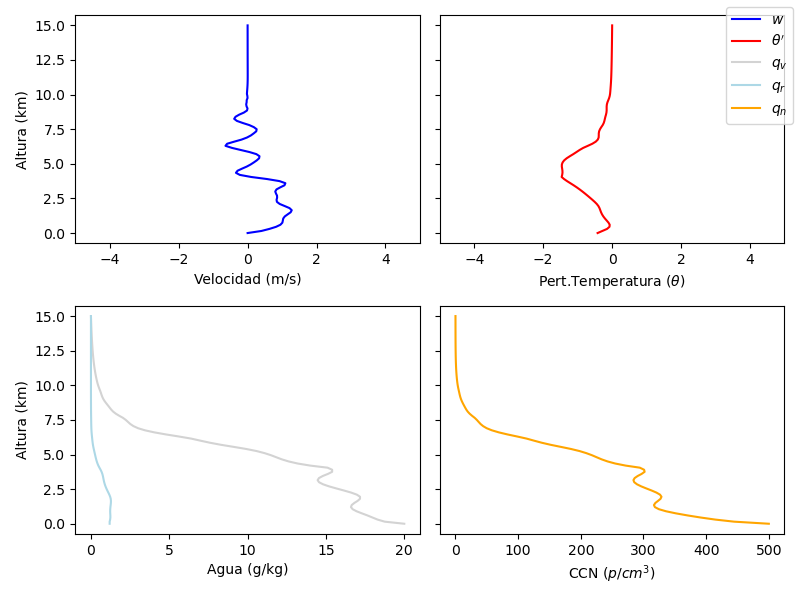 15.0
12.5
10.0
7.5
5.0
2.5
0.0
Altura (km)
−4 −2 0 2 4
Velocidad (m/s)
−4 −2 0 2 4
Pert.Temperatura (θ)
w
θ′
q_v
q_r
q_n
15.0
12.5
10.0
7.5
5.0
2.5
0.0
Altura (km)
0 5 10 15 20
Agua (g/kg)
0 100 200 300 400 500
CCN (p/cm³)